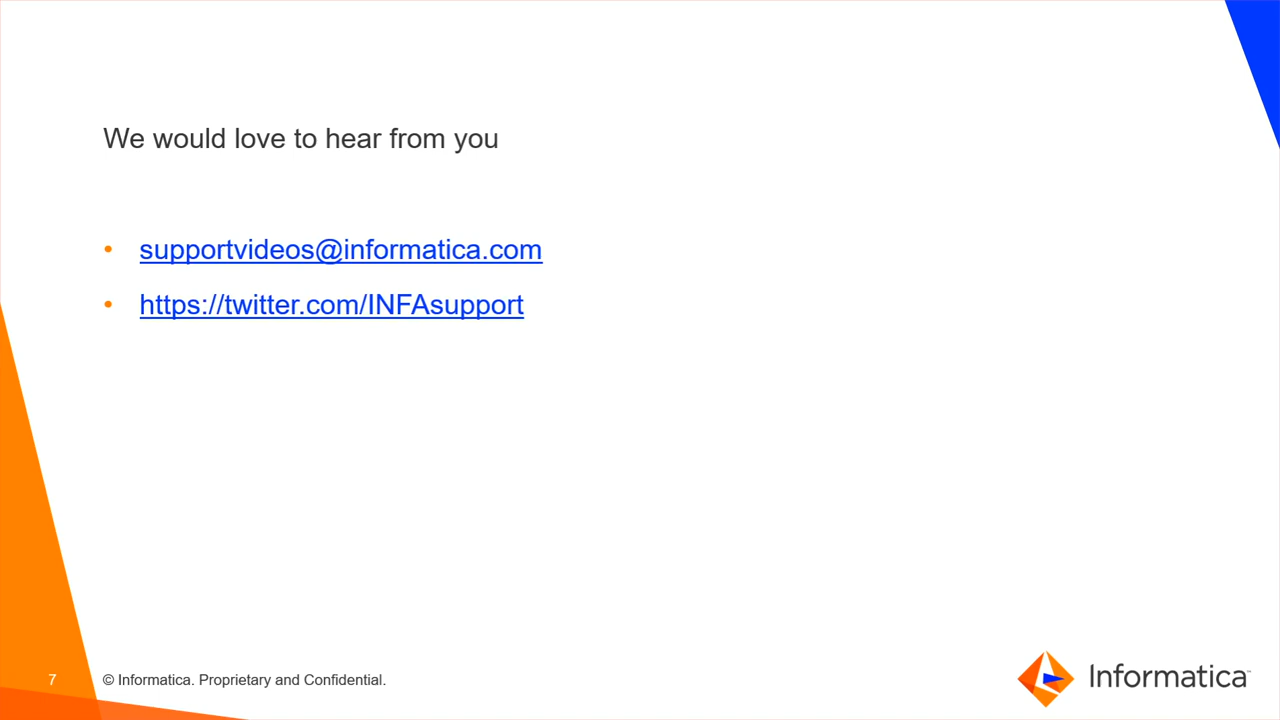 We would love to hear from you
• supportvideos@informatica.com
• https://twitter.com/INFAsupport
7
© Informatica. Proprietary and Confidential.
Informatica™